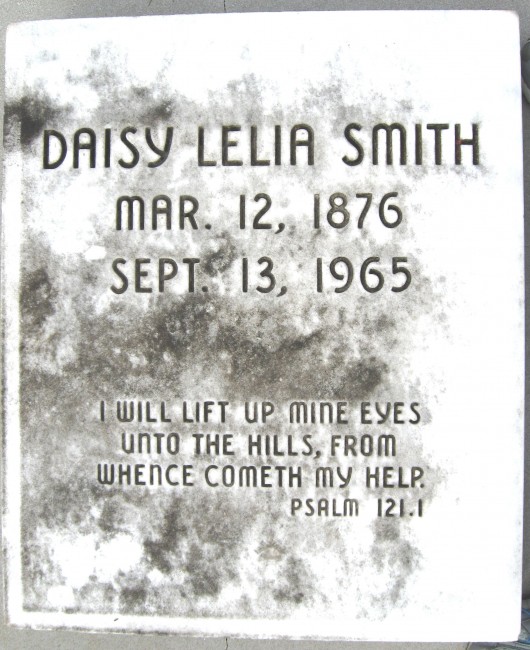 DAISY LELIA SMITH
MAR. 12, 1876
SEPT. 13, 1965
I WILL LIFT UP MINE EYES
UNTO THE HILLS, FROM
WHENCE COMETH MY HELP.
PSALM 121.1